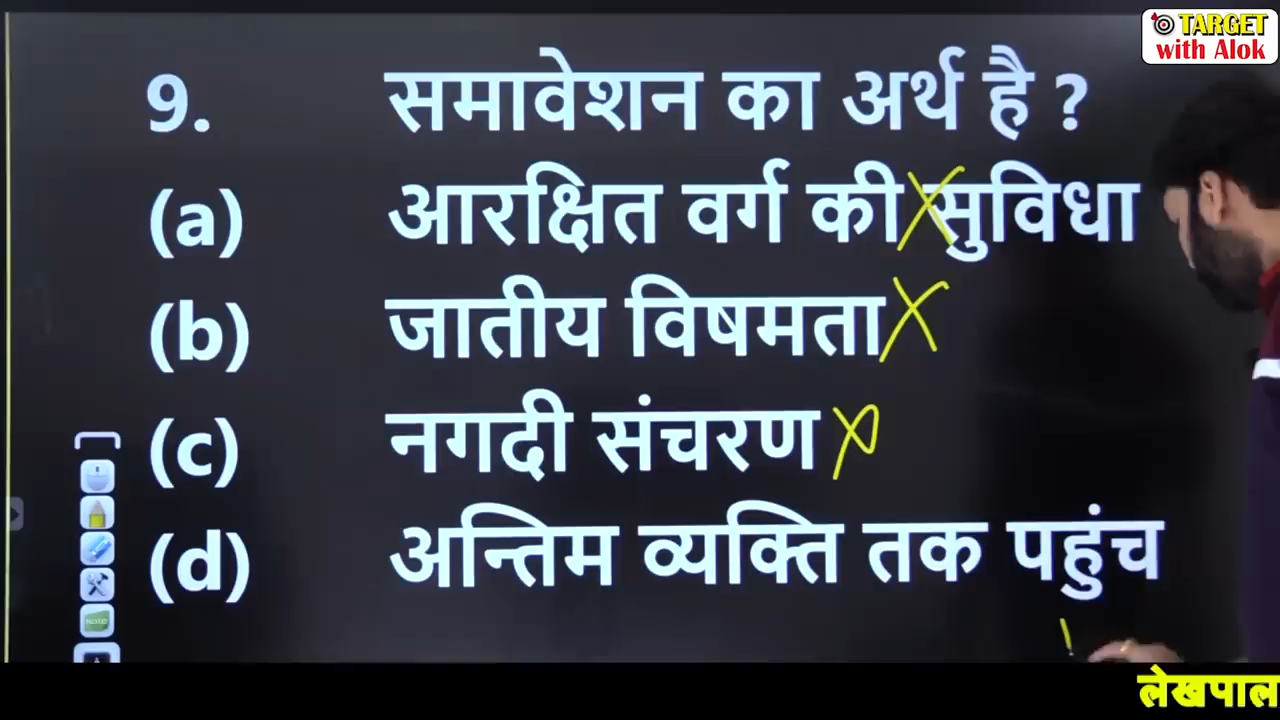 TARGET
with Alok
9. समावेशन का अर्थ है ?
(a) आरक्षित वर्ग की सुविधा
(b) जातीय विषमता
(c) नगदी संचरण
(d) अन्तिम व्यक्ति तक पहुंच
लेखपाल